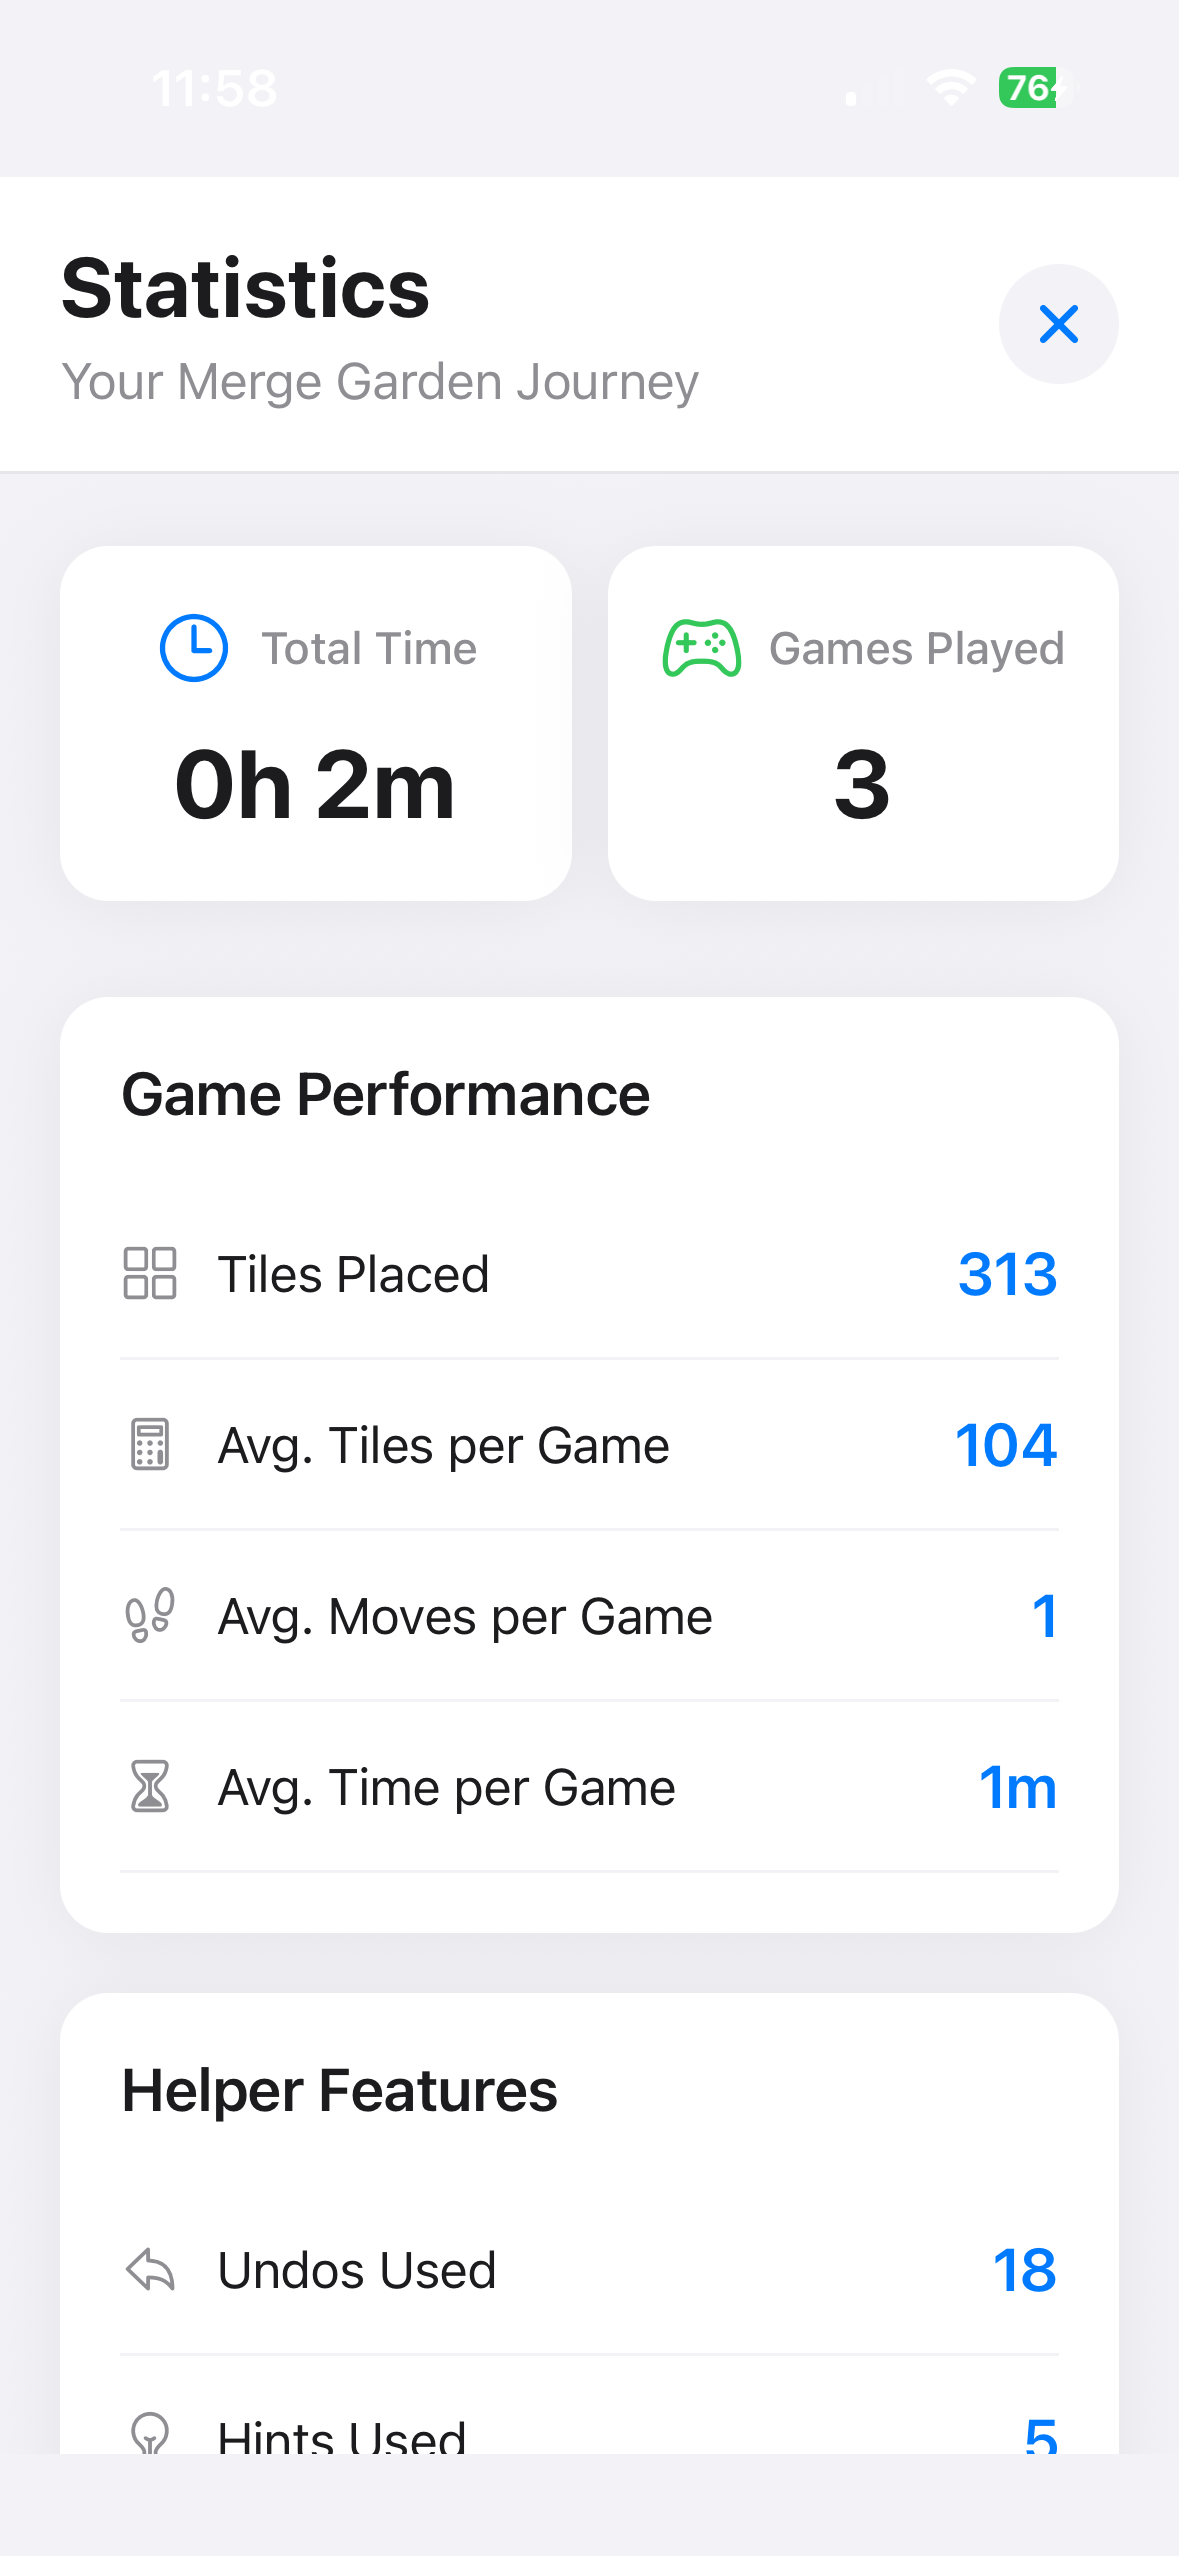 11:58
76
Statistics
Your Merge Garden Journey
Total Time
0h 2m
Games Played
3
Game Performance
Tiles Placed 313
Avg. Tiles per Game 104
Avg. Moves per Game 1
Avg. Time per Game 1m
Helper Features
Undos Used 18
Hints Used 5